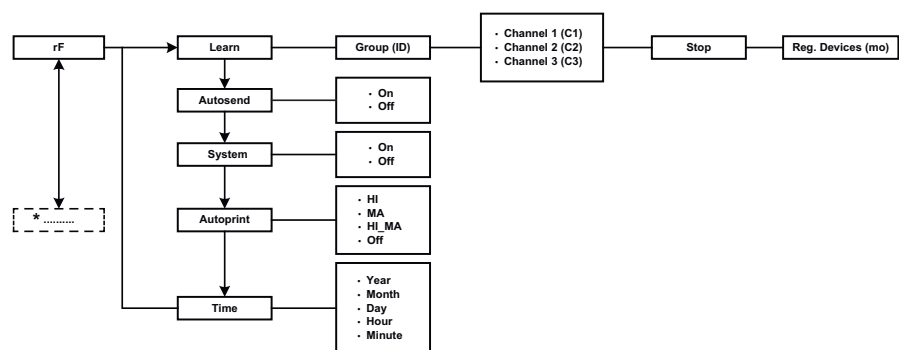 rF
Learn
Group (ID)
• Channel 1 (C1)
• Channel 2 (C2)
• Channel 3 (C3)
Stop
Reg. Devices (mo)
Autosend
• On
• Off
System
• On
• Off
* ..........
Autoprint
• HI
• MA
• HI_MA
• Off
Time
• Year
• Month
• Day
• Hour
• Minute